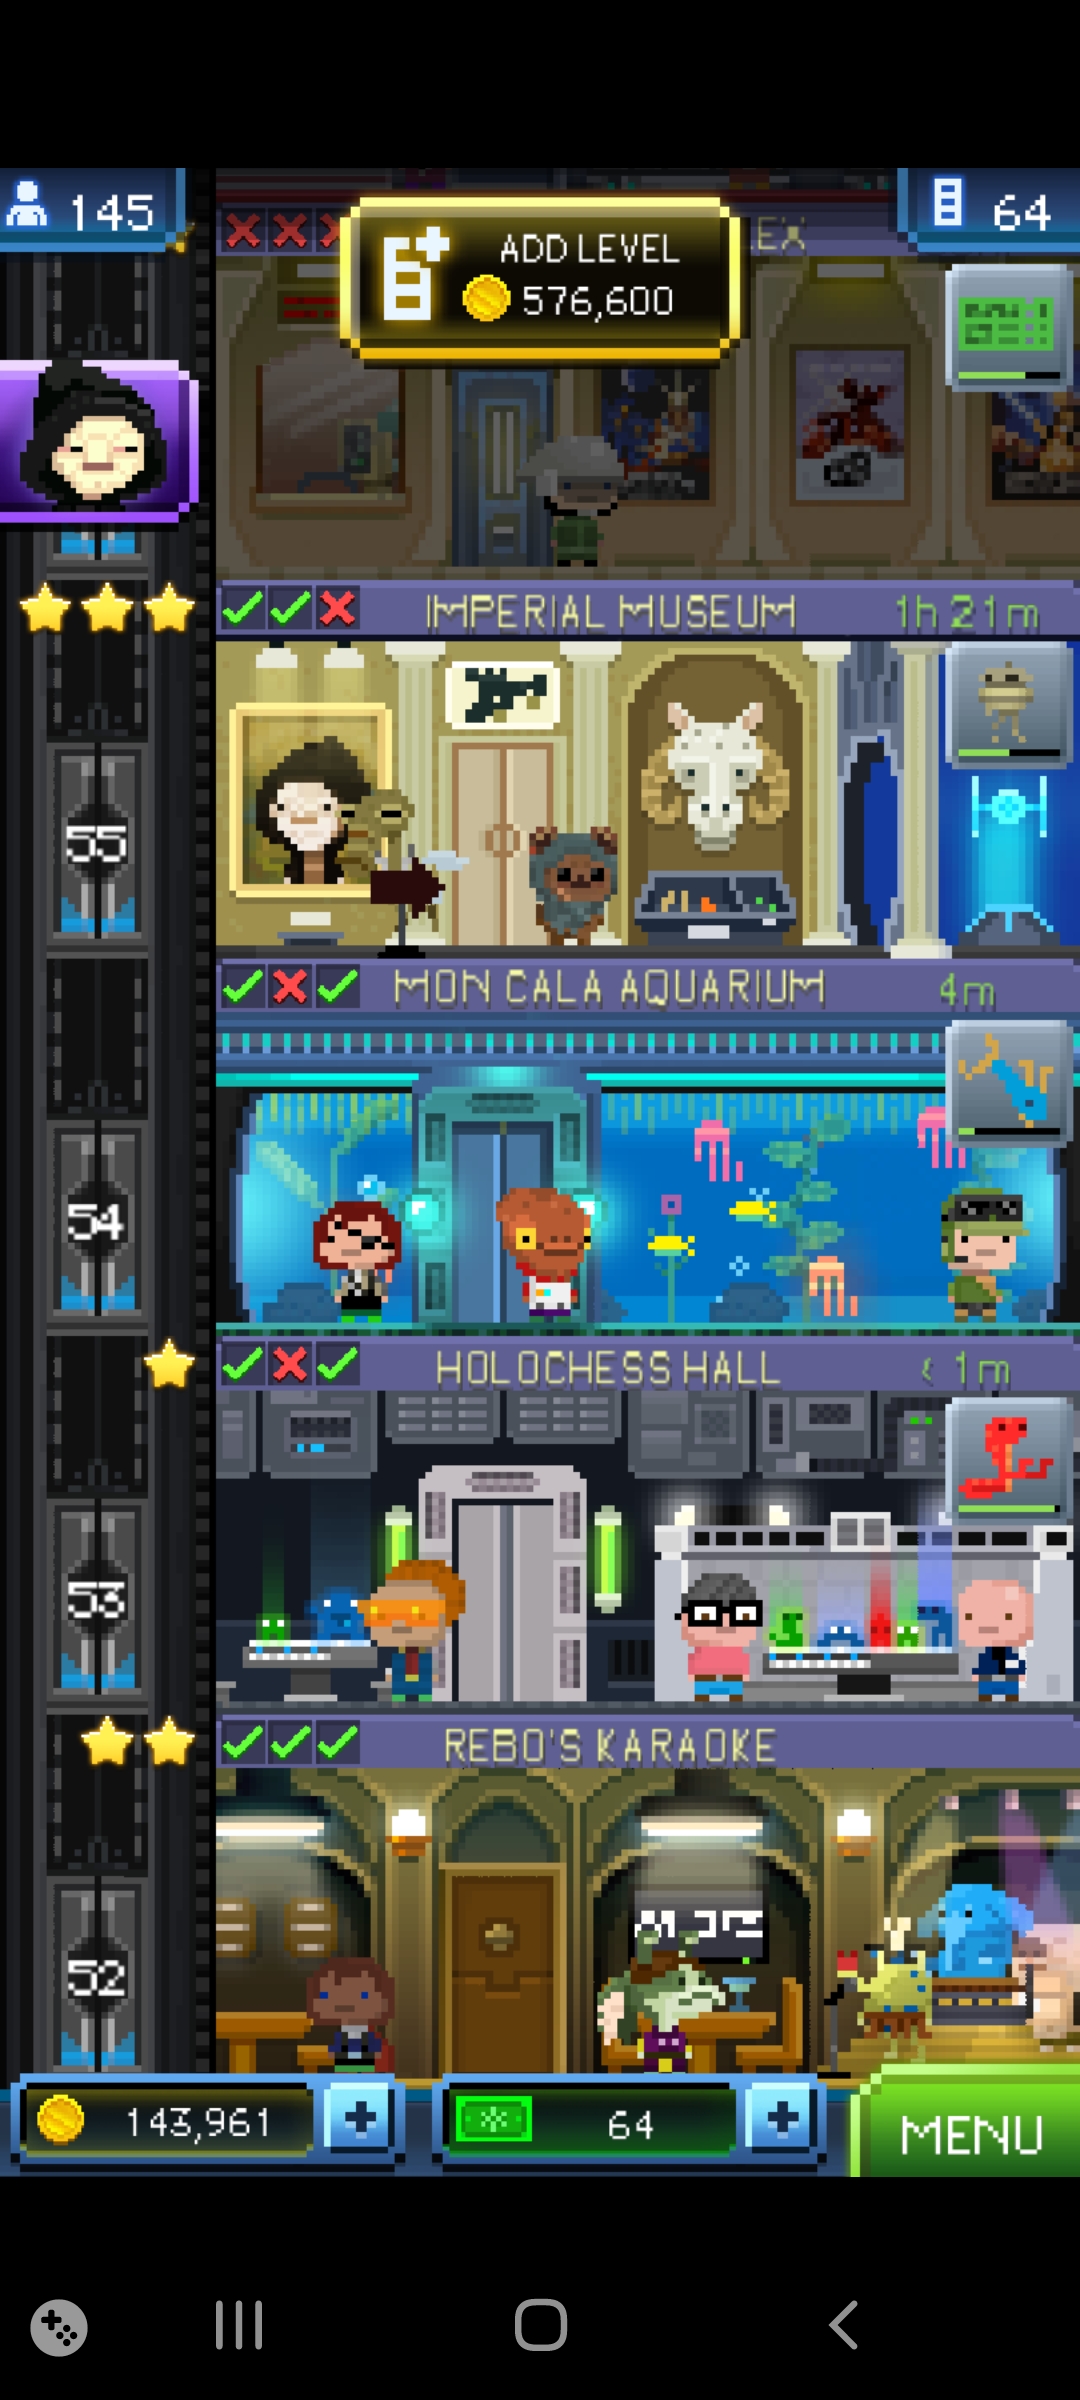 145
64
ADD LEVEL
576,600
IMPERIAL MUSEUM 1h 21m
55
MON CALA AQUARIUM 4m
54
HOLOCHESS HALL < 1m
53
REBO'S KARAOKE
52
143,961
64
MENU